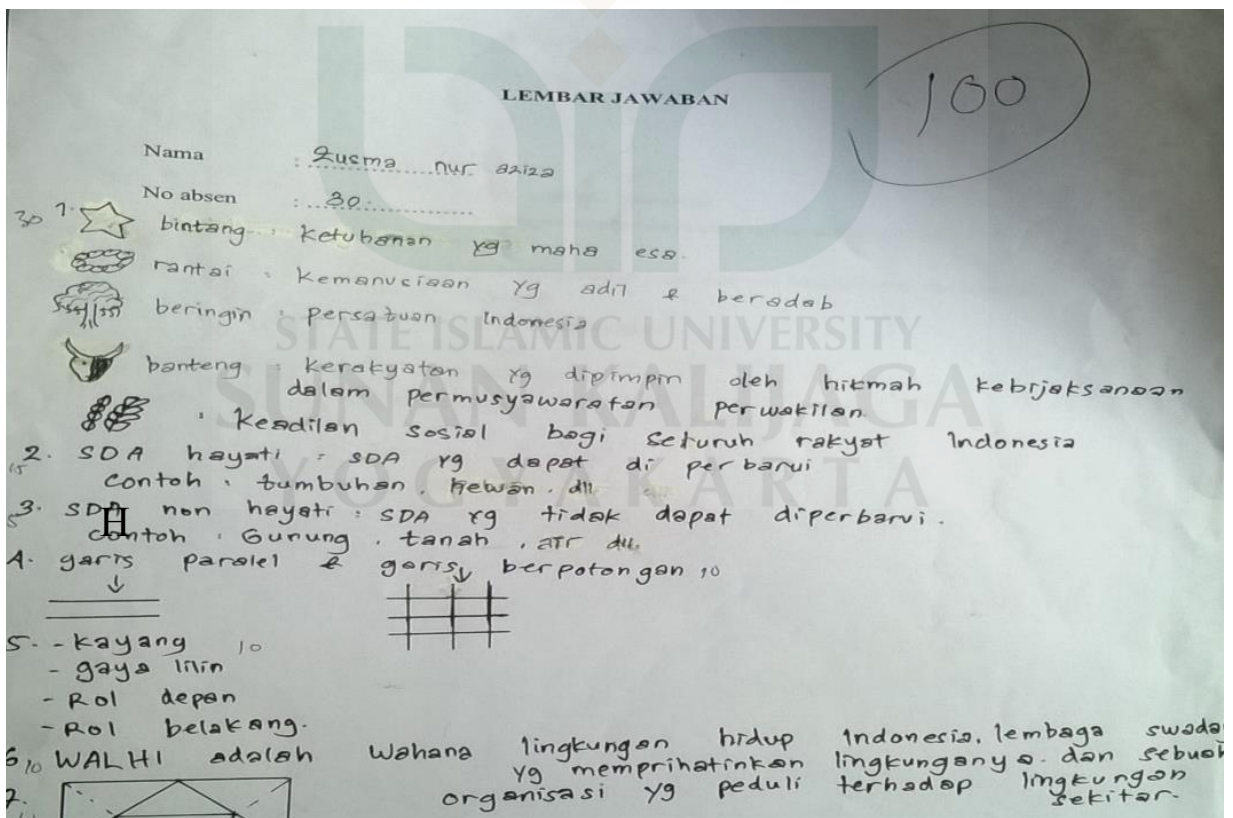 LEMBAR JAWABAN
100
Nama : Zusma nur aziza
No absen : 30
30 1. bintang : Ketuhanan yg maha esa.
rantai : Kemanusiaan yg adil & beradab
beringin : persatuan Indonesia
STATE ISLAMIC UNIVERSITY
banteng : kerakyatan yg dipimpin oleh hikmah kebijaksanaan
dalam permusyawaratan perwakilan
SUNAN KALIJAGA
: Keadilan sosial bagi seluruh rakyat Indonesia
2. SDA hayati : SDA yg dapat di perbarui
15
YOGYAKARTA
contoh : tumbuhan, hewan, dll
3. SDA non hayati : SDA yg tidak dapat diperbarui.
H
contoh : Gunung, tanah, air dll.
4. garis paralel & garis berpotongan 10
5. - kayang 10
- gaya lilin
- Rol depan
- Rol belakang.
6. WALHI adalah Wahana lingkungan hidup Indonesia, lembaga swada
10
yg memprihatinkan lingkunganya. dan sebuah
7.
organisasi yg peduli terhadap lingkungan
sekitar.